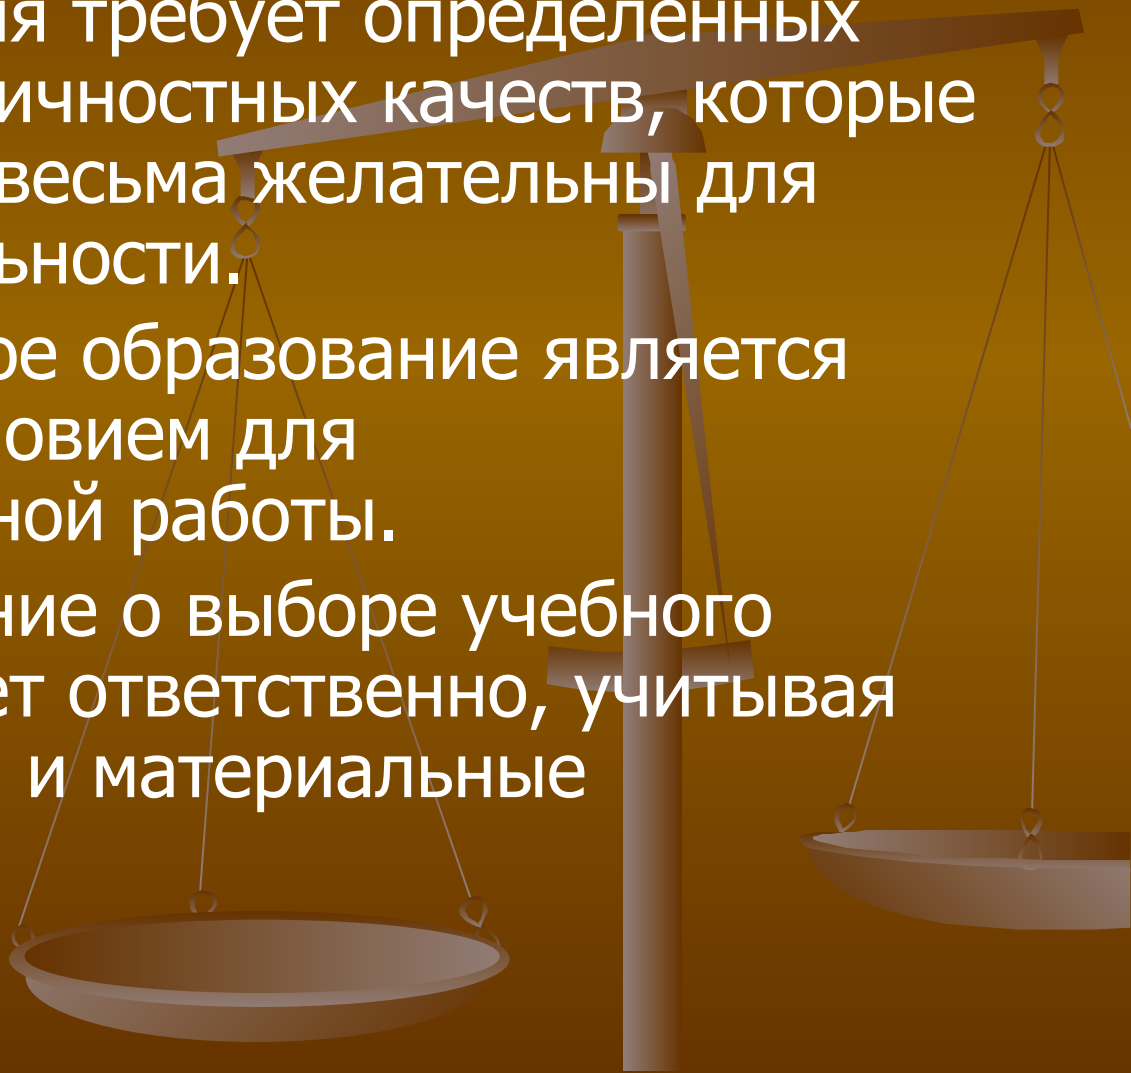 ия требует определенных
ичностных качеств, которые
весьма желательны для
ьности.
ое образование является
овием для
ной работы.
ние о выборе учебного
ет ответственно, учитывая
и материальные